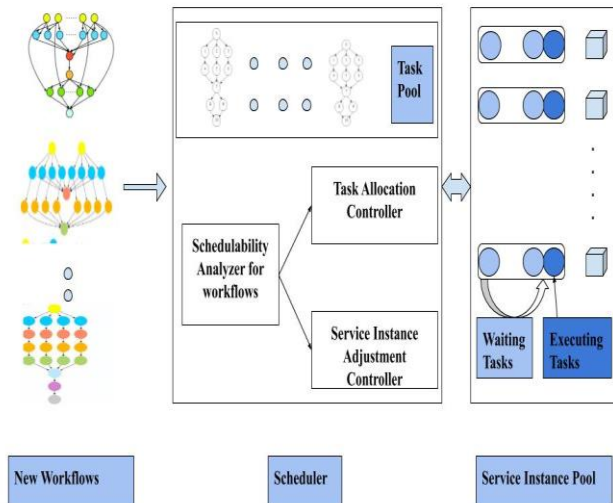 Task
Pool
Task Allocation
Controller
Schedulability
Analyzer for
workflows
Service Instance
Adjustment
Controller
Waiting
Tasks
Executing
Tasks
New Workflows
Scheduler
Service Instance Pool